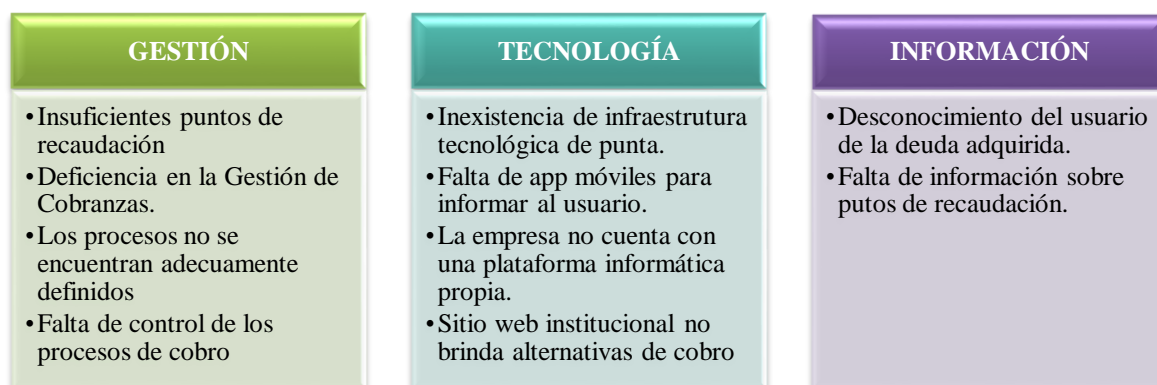 GESTIÓN
•Insuficientes puntos de
recaudación
•Deficiencia en la Gestión de
Cobranzas.
•Los procesos no se
encuentran adecuamente
definidos
•Falta de control de los
procesos de cobro
TECNOLOGÍA
•Inexistencia de infraestrutura
tecnológica de punta.
•Falta de app móviles para
informar al usuario.
•La empresa no cuenta con
una plataforma informática
propia.
•Sitio web institucional no
brinda alternativas de cobro
INFORMACIÓN
•Desconocimiento del usuario
de la deuda adquirida.
•Falta de información sobre
putos de recaudación.